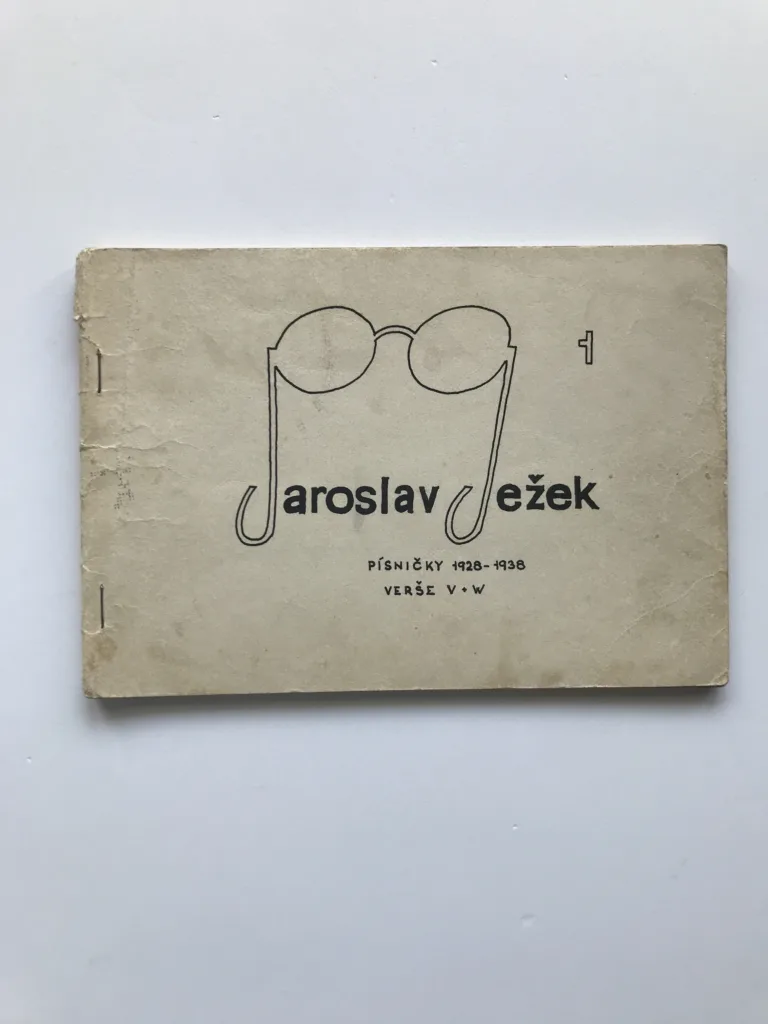 1
Jaroslav Ježek
PÍSNIČKY 1928-1938
VERŠE V+W